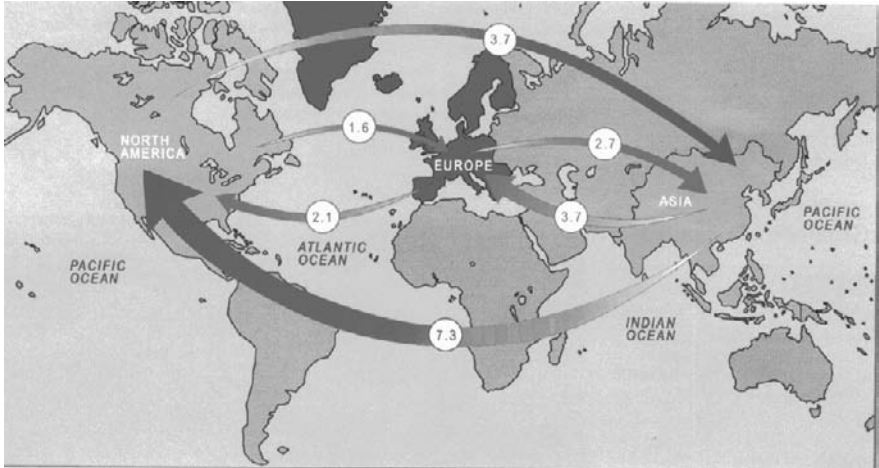 3.7
1.6
NORTH
AMERICA
2.7
EUROPE
ASIA
2.1
3.7
PACIFIC
OCEAN
ATLANTIC
OCEAN
PACIFIC
OCEAN
INDIAN
OCEAN
7.3